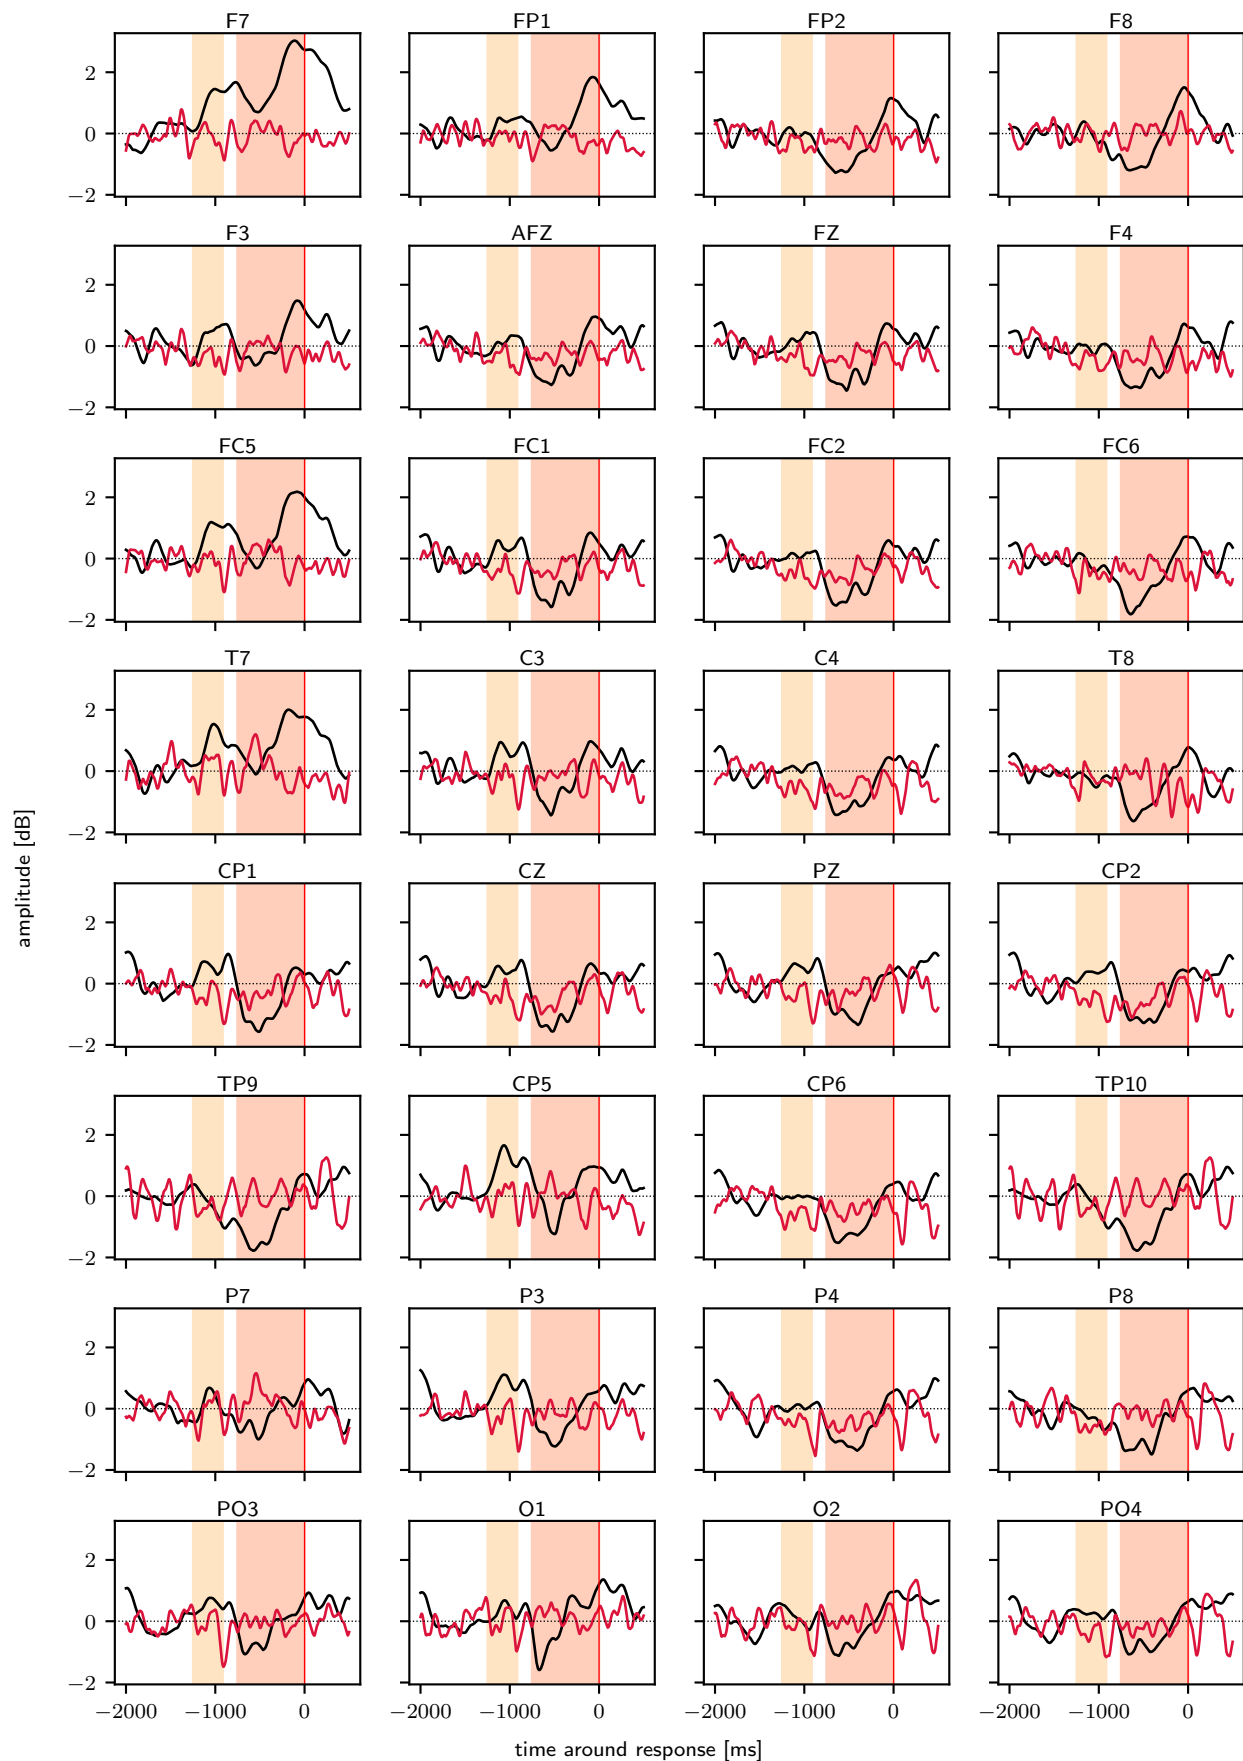 F7 FP1 FP2 F8
2
0
−2
F3 AFZ FZ F4
2
0
−2
FC5 FC1 FC2 FC6
2
0
−2
T7 C3 C4 T8
2
0
−2
amplitude [dB]
CP1 CZ PZ CP2
2
0
−2
TP9 CP5 CP6 TP10
2
0
−2
P7 P3 P4 P8
2
0
−2
PO3 O1 O2 PO4
2
0
−2
−2000 −1000 0 −2000 −1000 0 −2000 −1000 0 −2000 −1000 0
time around response [ms]